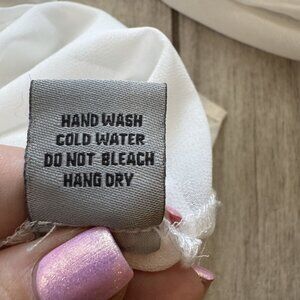 HAND WASH
COLD WATER
DO NOT BLEACH
HANG DRY